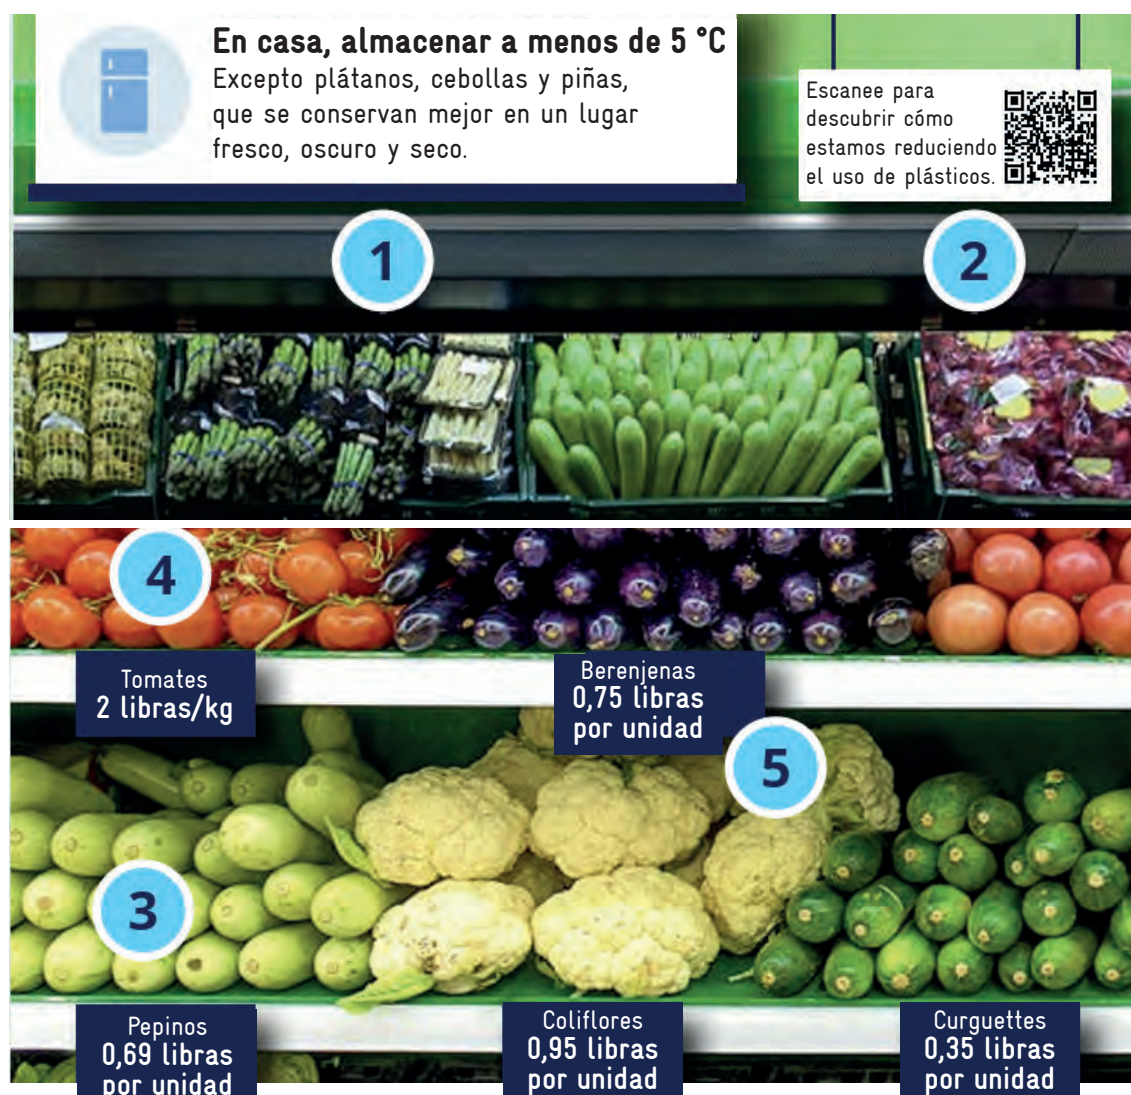 En casa, almacenar a menos de 5 °C
Excepto plátanos, cebollas y piñas,
que se conservan mejor en un lugar
fresco, oscuro y seco.
Escanee para
descubrir cómo
estamos reduciendo
el uso de plásticos.
1
2
4
Tomates
2 libras/kg
Berenjenas
0,75 libras
por unidad
5
3
Pepinos
0,69 libras
por unidad
Coliflores
0,95 libras
por unidad
Curguettes
0,35 libras
por unidad